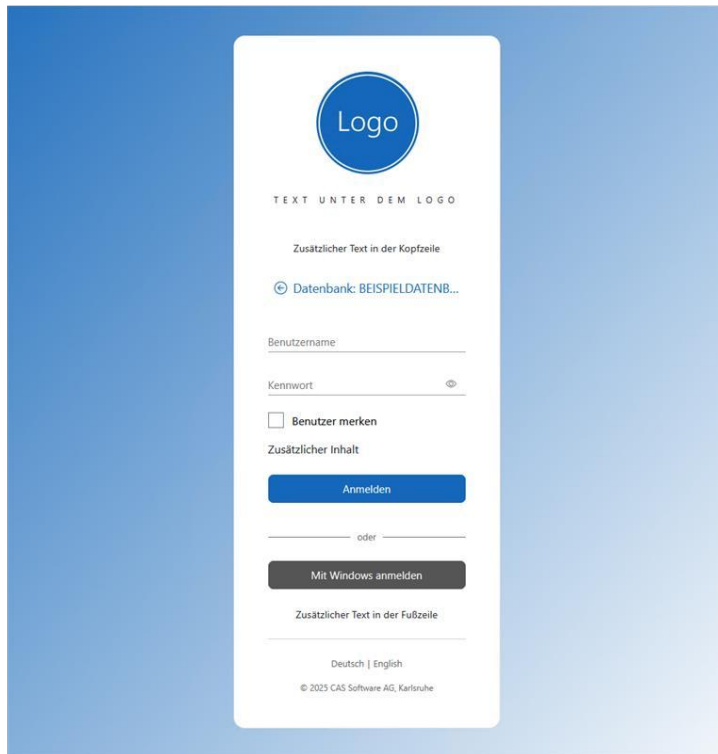 Logo
TEXT UNTER DEM LOGO
Zusätzlicher Text in der Kopfzeile
Datenbank: BEISPIELDATENB...
Benutzername
Kennwort
Benutzer merken
Zusätzlicher Inhalt
Anmelden
oder
Mit Windows anmelden
Zusätzlicher Text in der Fußzeile
Deutsch | English
© 2025 CAS Software AG, Karlsruhe